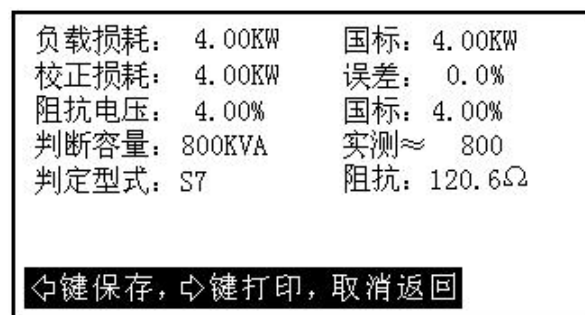 负载损耗： 4.00KW 国标：4.00KW
校正损耗： 4.00KW 误差： 0.0%
阻抗电压： 4.00% 国标：4.00%
判断容量：800KVA 实测≈ 800
判定型式：S7 阻抗：120.6Ω
⇦键保存，⇨键打印，取消返回